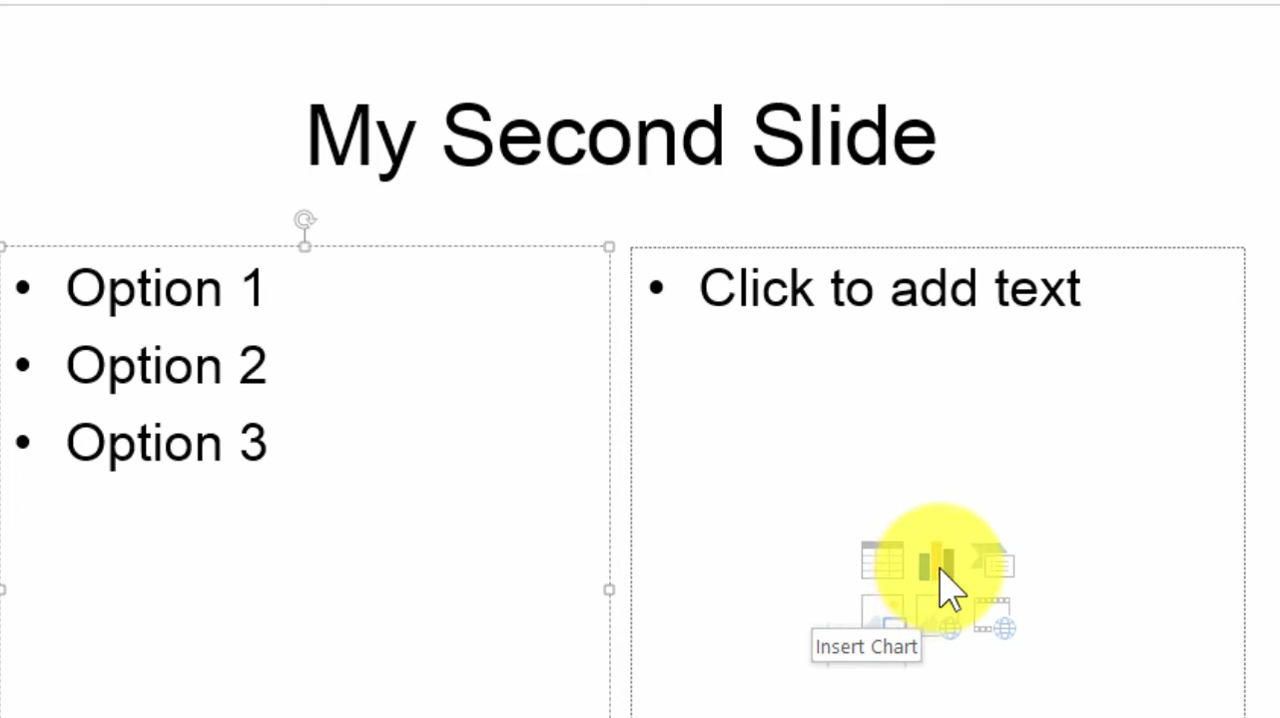 My Second Slide
• Option 1
• Option 2
• Option 3
• Click to add text
Insert Chart